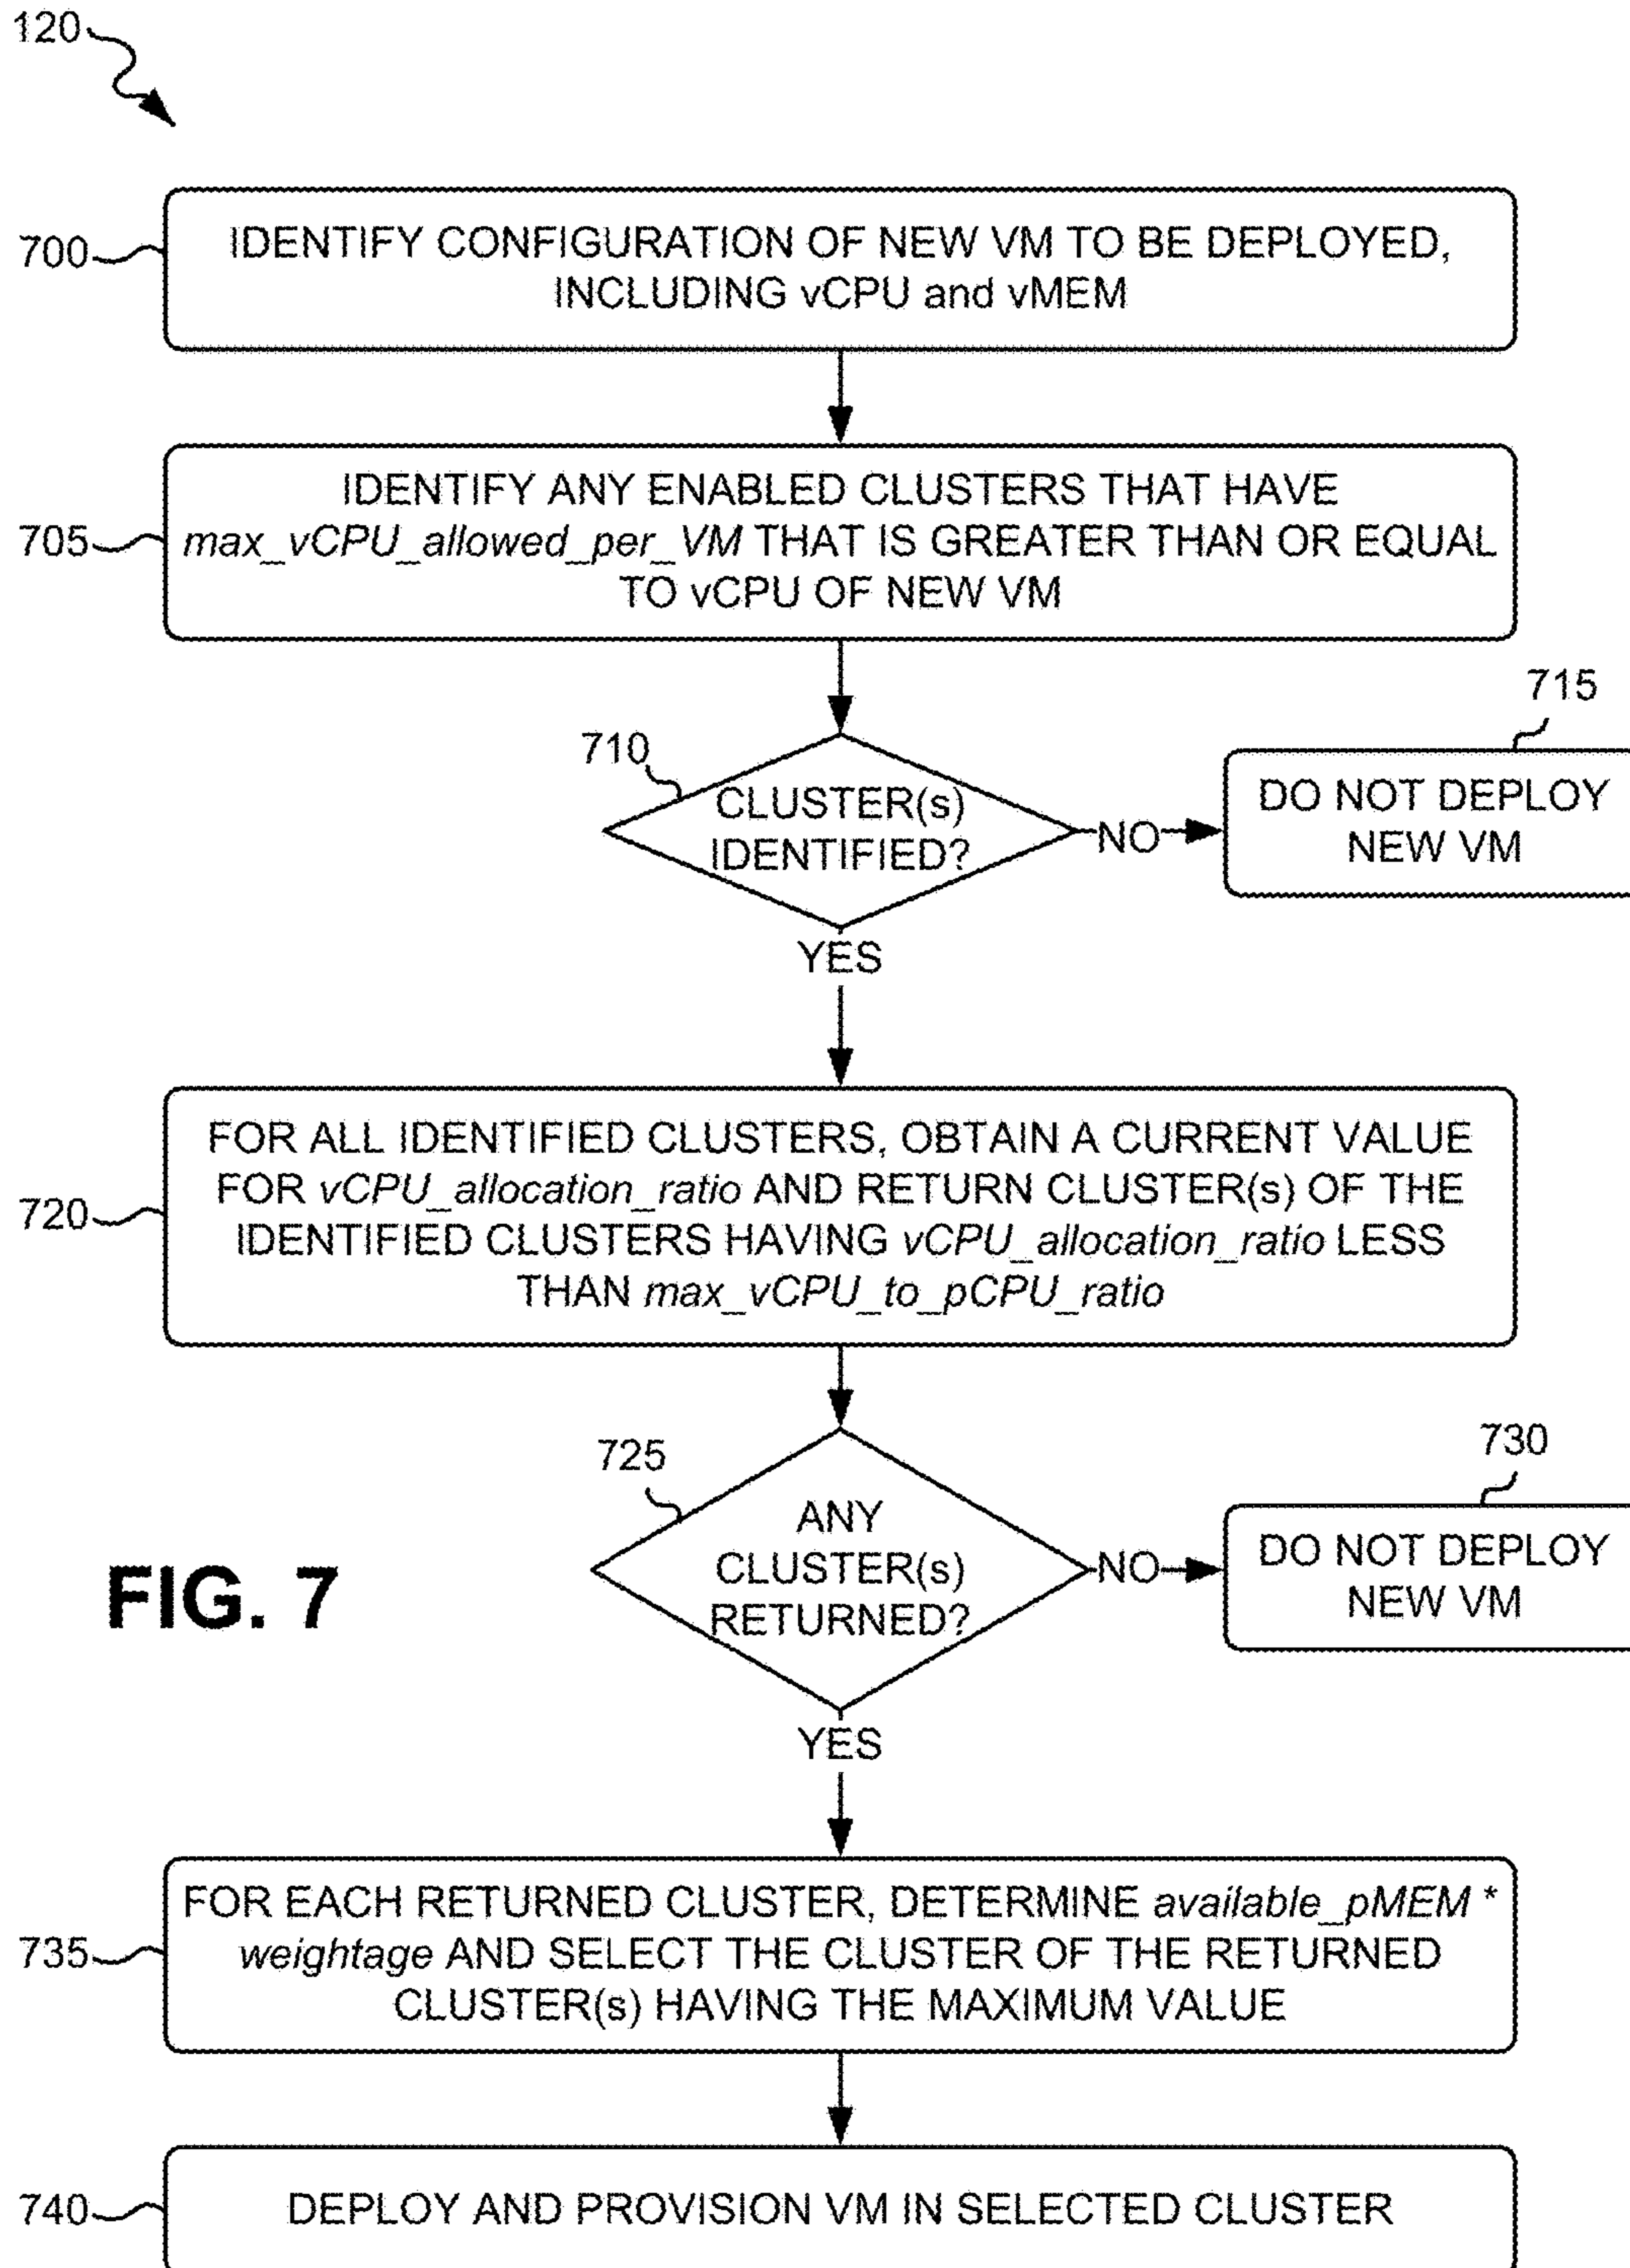 120
700
IDENTIFY CONFIGURATION OF NEW VM TO BE DEPLOYED,
INCLUDING vCPU and vMEM
705
IDENTIFY ANY ENABLED CLUSTERS THAT HAVE
max_vCPU_allowed_per_VM THAT IS GREATER THAN OR EQUAL
TO vCPU OF NEW VM
710
CLUSTER(s)
IDENTIFIED?
NO
715
DO NOT DEPLOY
NEW VM
YES
720
FOR ALL IDENTIFIED CLUSTERS, OBTAIN A CURRENT VALUE
FOR vCPU_allocation_ratio AND RETURN CLUSTER(s) OF THE
IDENTIFIED CLUSTERS HAVING vCPU_allocation_ratio LESS
THAN max_vCPU_to_pCPU_ratio
725
ANY
CLUSTER(s)
RETURNED?
NO
730
DO NOT DEPLOY
NEW VM
FIG. 7
YES
735
FOR EACH RETURNED CLUSTER, DETERMINE available_pMEM *
weightage AND SELECT THE CLUSTER OF THE RETURNED
CLUSTER(s) HAVING THE MAXIMUM VALUE
740
DEPLOY AND PROVISION VM IN SELECTED CLUSTER